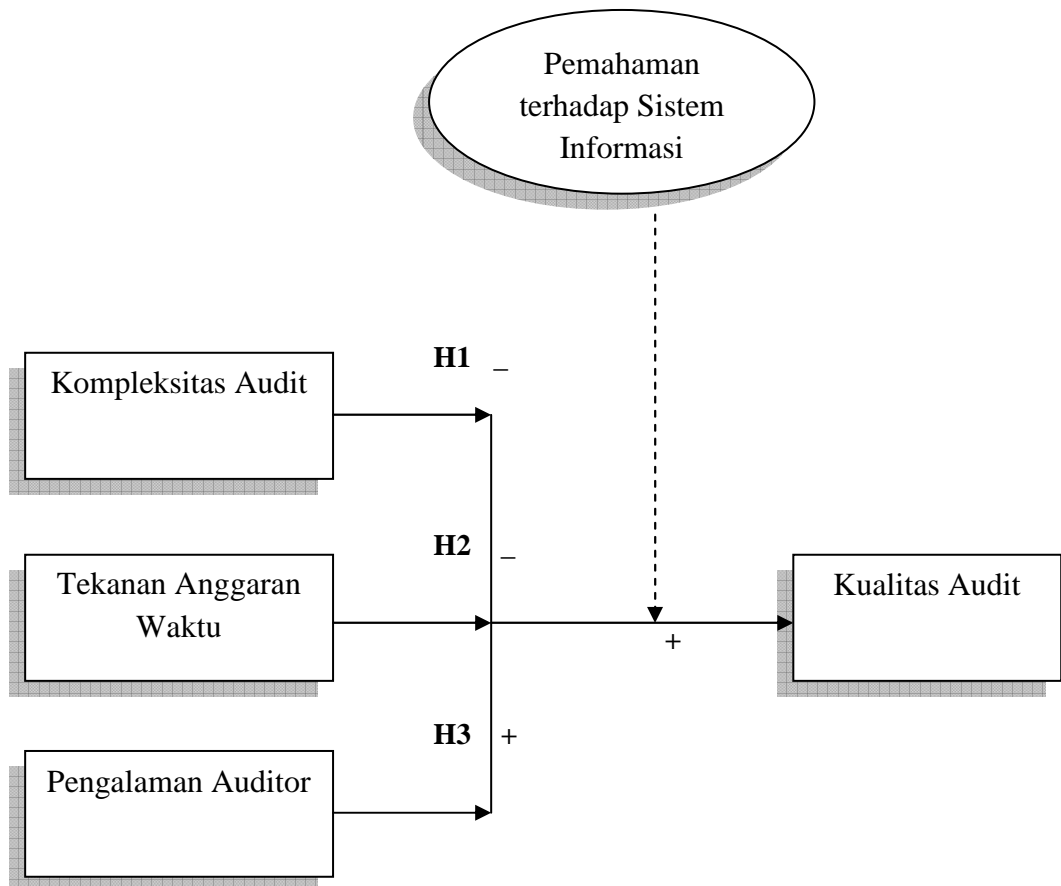 Pemahaman
terhadap Sistem
Informasi
H1 –
Kompleksitas Audit
H2 –
Tekanan Anggaran
Waktu
Kualitas Audit
+
H3 +
Pengalaman Auditor